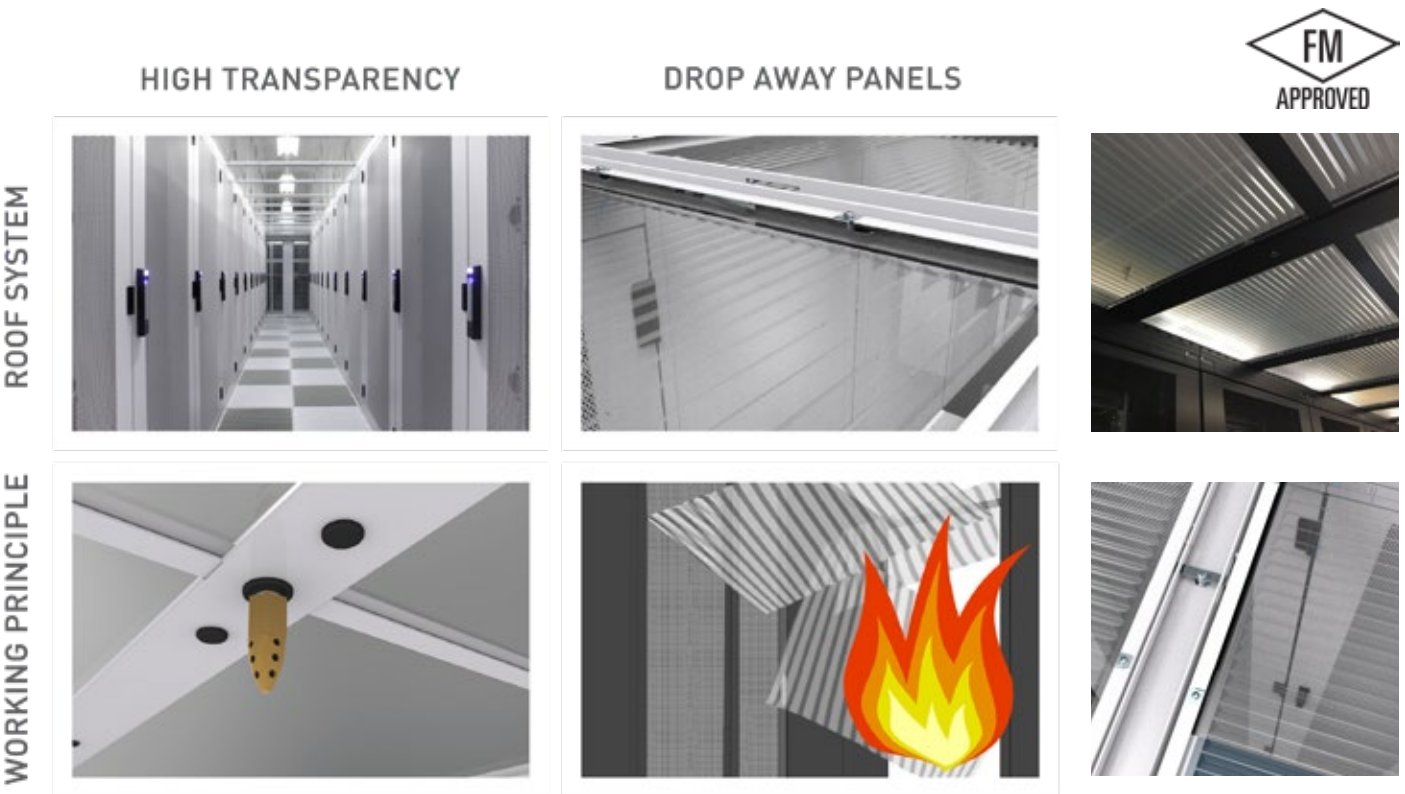 FM
APPROVED
HIGH TRANSPARENCY
DROP AWAY PANELS
ROOF SYSTEM
WORKING PRINCIPLE